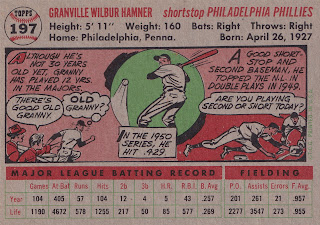 TOPPS
197
GRANVILLE WILBUR HAMNER shortstop PHILADELPHIA PHILLIES
Height: 5' 11" Weight: 160 Bats: Right Throws: Right
Home: Philadelphia, Penna. Born: April 26, 1927
ALTHOUGH HE'S
NOT 30 YEARS
OLD YET, GRANNY
HAS PLAYED 12 YRS.
IN THE MAJORS.
THERE'S
GOOD OLD
GRANNY.
OLD
GRANNY?
IN THE 1950
SERIES, HE
HIT .429
A GOOD SHORT-
STOP AND
SECOND BASEMAN, HE
TOPPED THE N.L. IN
DOUBLE PLAYS IN 1949.
ARE YOU PLAYING
SECOND OR SHORT TODAY?
MAJOR LEAGUE BATTING RECORD FIELDING
Games At Bat Runs Hits 2b 3b H.R. R.B.I. B. Avg P.O. Assists Errors F. Avg.
YEAR 104 405 57 104 12 4 5 43 .257 201 265 21 .957
LIFE 1190 4672 578 1255 217 50 85 577 .269 2277 3547 273 .955